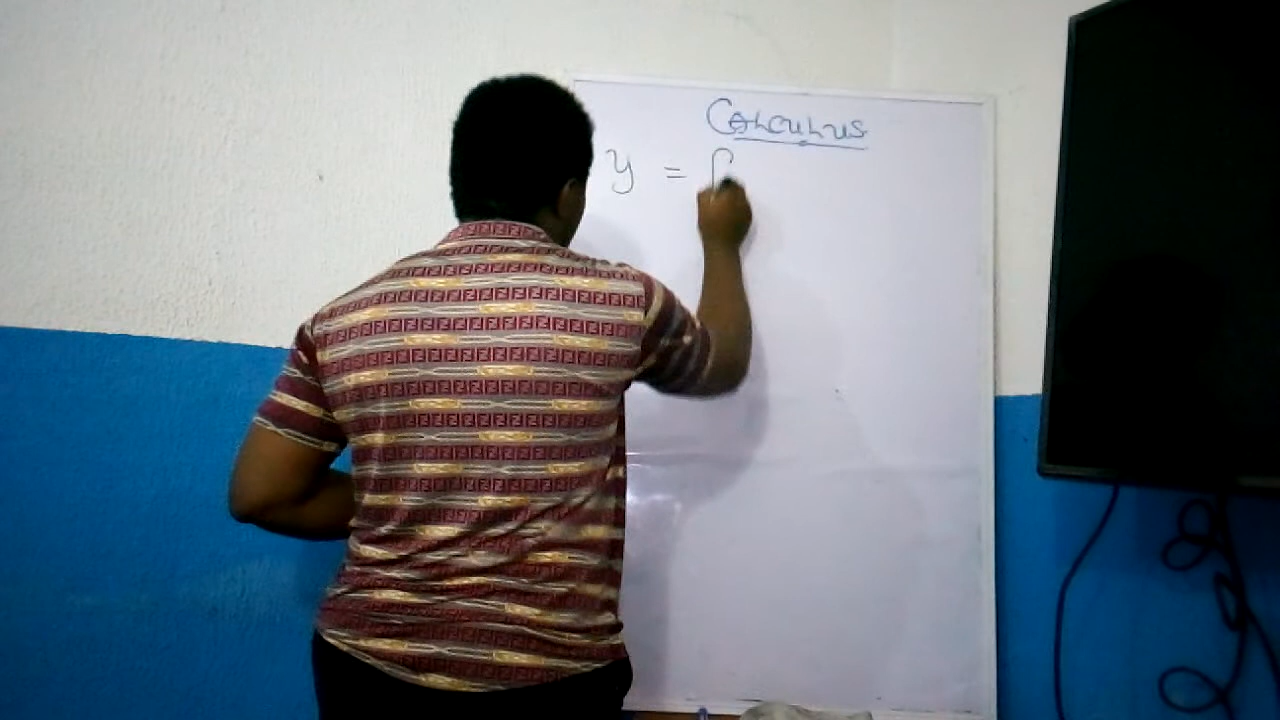 CALCULUS
y = ∫